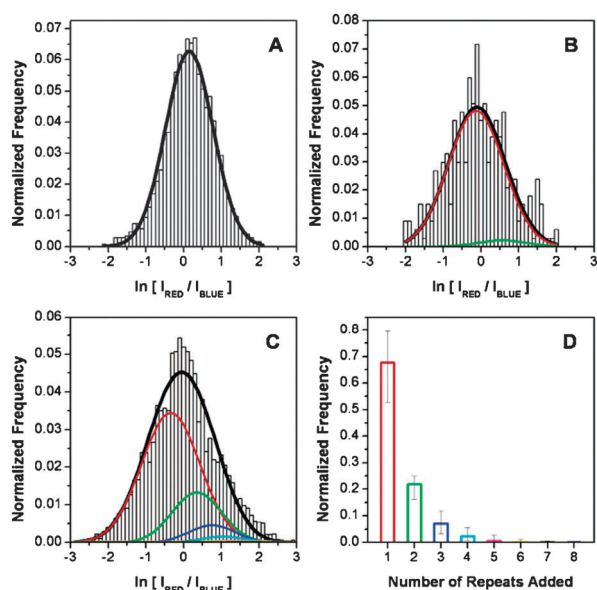 A
Normalized Frequency
0.07
0.06
0.05
0.04
0.03
0.02
0.01
0.00
-3 -2 -1 0 1 2 3
ln [ I_RED / I_BLUE ]
B
Normalized Frequency
0.08
0.07
0.06
0.05
0.04
0.03
0.02
0.01
0.00
-3 -2 -1 0 1 2 3
ln [ I_RED / I_BLUE ]
C
Normalized Frequency
0.06
0.05
0.04
0.03
0.02
0.01
0.00
-3 -2 -1 0 1 2 3
ln [ I_RED / I_BLUE ]
D
Normalized Frequency
0.8
0.7
0.6
0.5
0.4
0.3
0.2
0.1
0.0
1 2 3 4 5 6 7 8
Number of Repeats Added